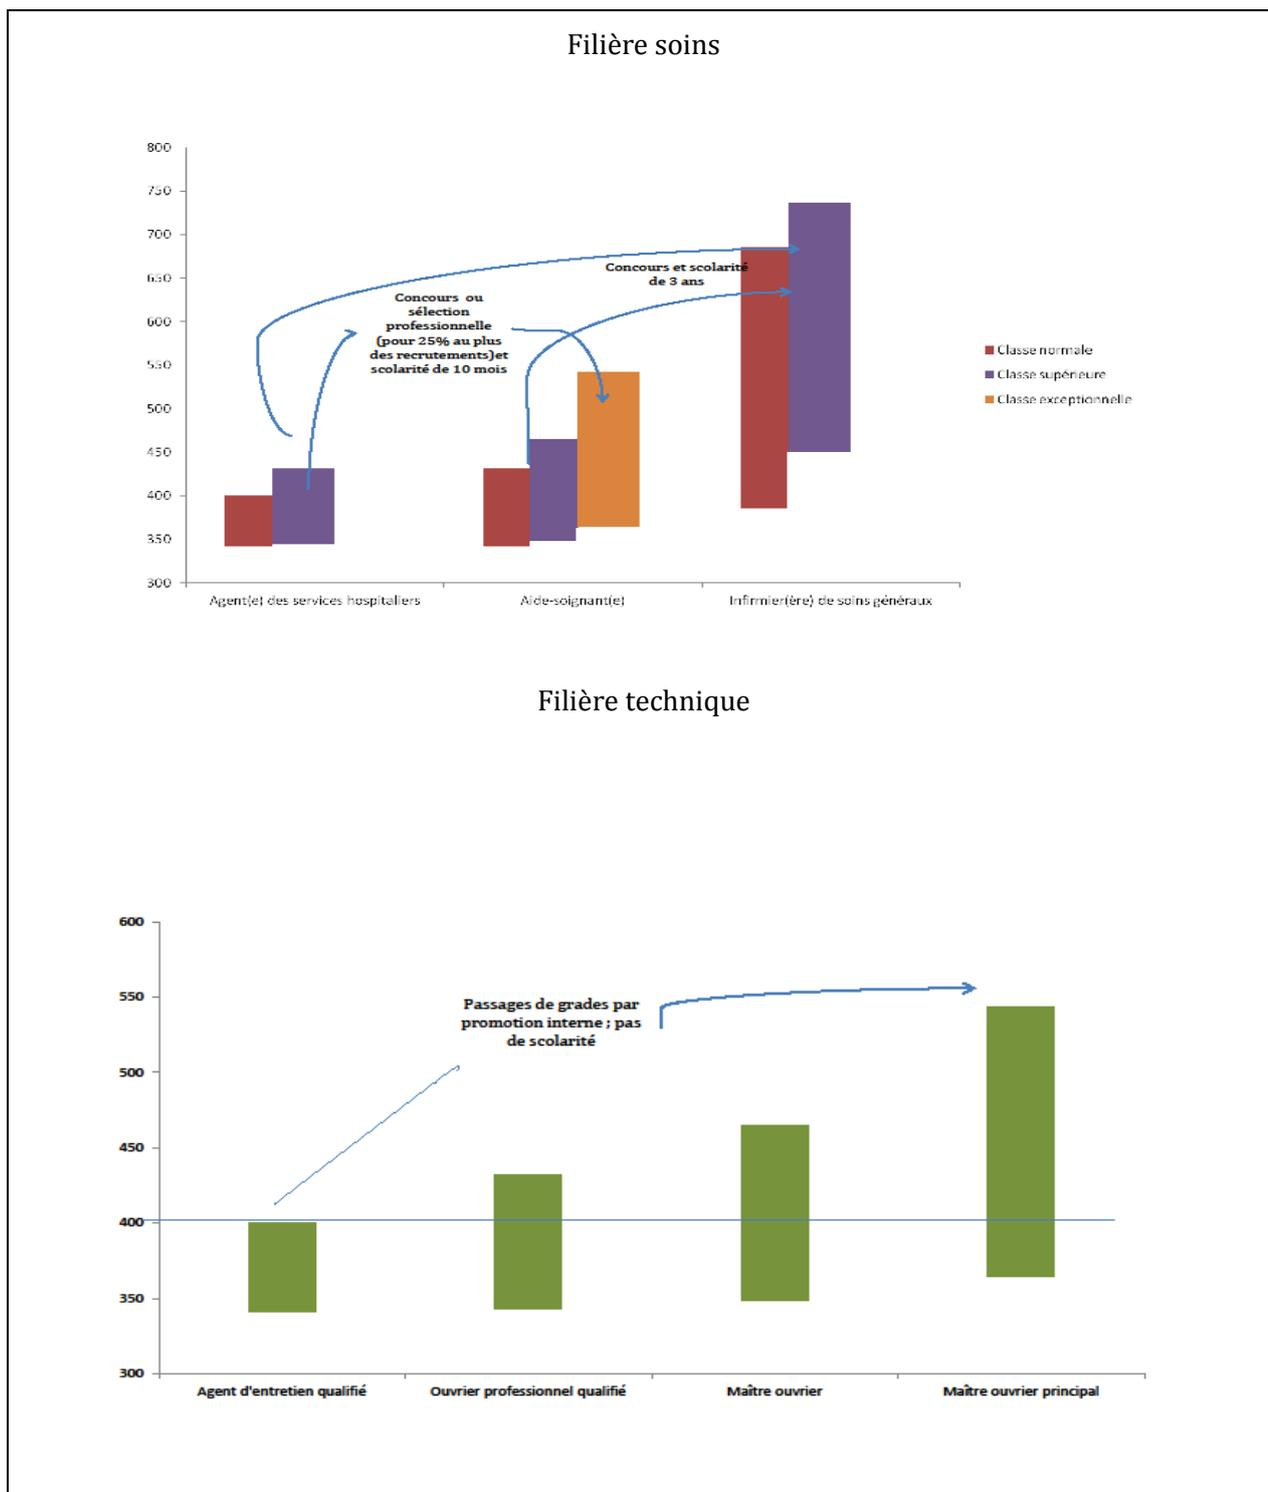 Filière soins
800
750
700
650
600
550
500
450
400
350
300
Concours ou
sélection
professionnelle
(pour 25% au plus
des recrutements)et
scolarité de 10 mois
Concours et scolarité
de 3 ans
Classe normale
Classe supérieure
Classe exceptionnelle
Agent(e) des services hospitaliers
Aide-soignant(e)
Infirmier(ère) de soins généraux
Filière technique
600
550
500
450
400
350
300
Passages de grades par
promotion interne ; pas
de scolarité
Agent d'entretien qualifié
Ouvrier professionnel qualifié
Maître ouvrier
Maître ouvrier principal